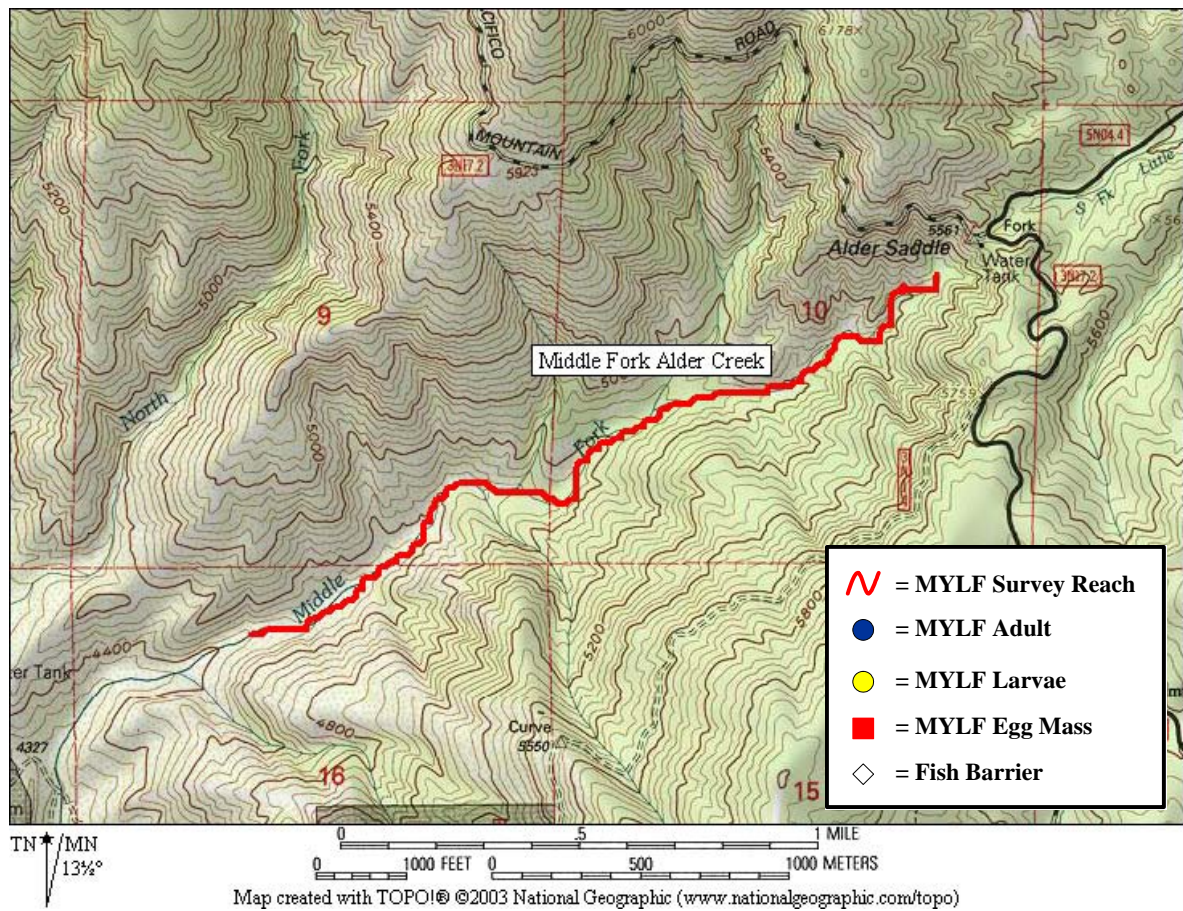 PACIFICO
6000
ROAD
6178×
MOUNTAIN
3N17.2
5923
Fork
5N04.4
S Fk Little
5200
5400
5400
5000
5561
Fork
Alder Saddle
Water
Tank
3N17.2
9
10
5600
Middle Fork Alder Creek
North
5000
5759
Fork
Middle
4400
5200
5800
4800
Curve
5550
4327
16
15
= MYLF Survey Reach
= MYLF Adult
= MYLF Larvae
= MYLF Egg Mass
= Fish Barrier
TN MN
13½°
0 .5 1 MILE
0 1000 FEET 0 500 1000 METERS
Map created with TOPO!® ©2003 National Geographic (www.nationalgeographic.com/topo)